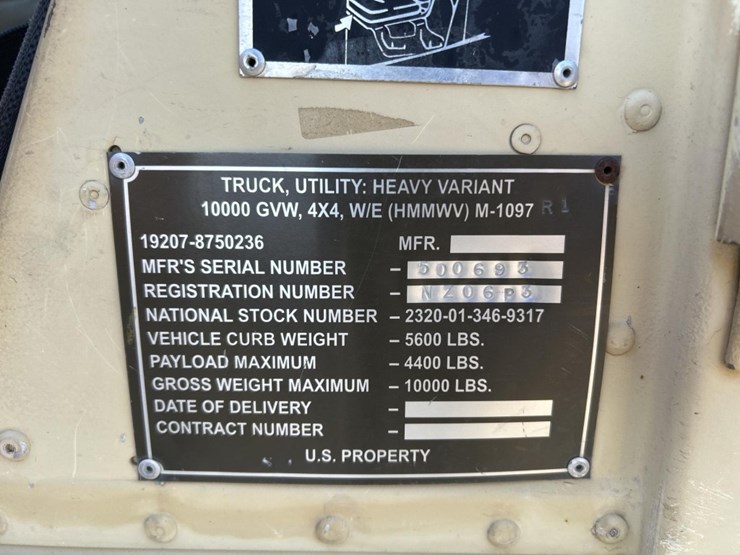 TRUCK, UTILITY: HEAVY VARIANT
10000 GVW, 4X4, W/E (HMMWV) M-1097 R1
19207-8750236 MFR.
MFR'S SERIAL NUMBER – 500693
REGISTRATION NUMBER –
NATIONAL STOCK NUMBER – 2320-01-346-9317
VEHICLE CURB WEIGHT – 5600 LBS.
PAYLOAD MAXIMUM – 4400 LBS.
GROSS WEIGHT MAXIMUM – 10000 LBS.
DATE OF DELIVERY –
CONTRACT NUMBER –
U.S. PROPERTY